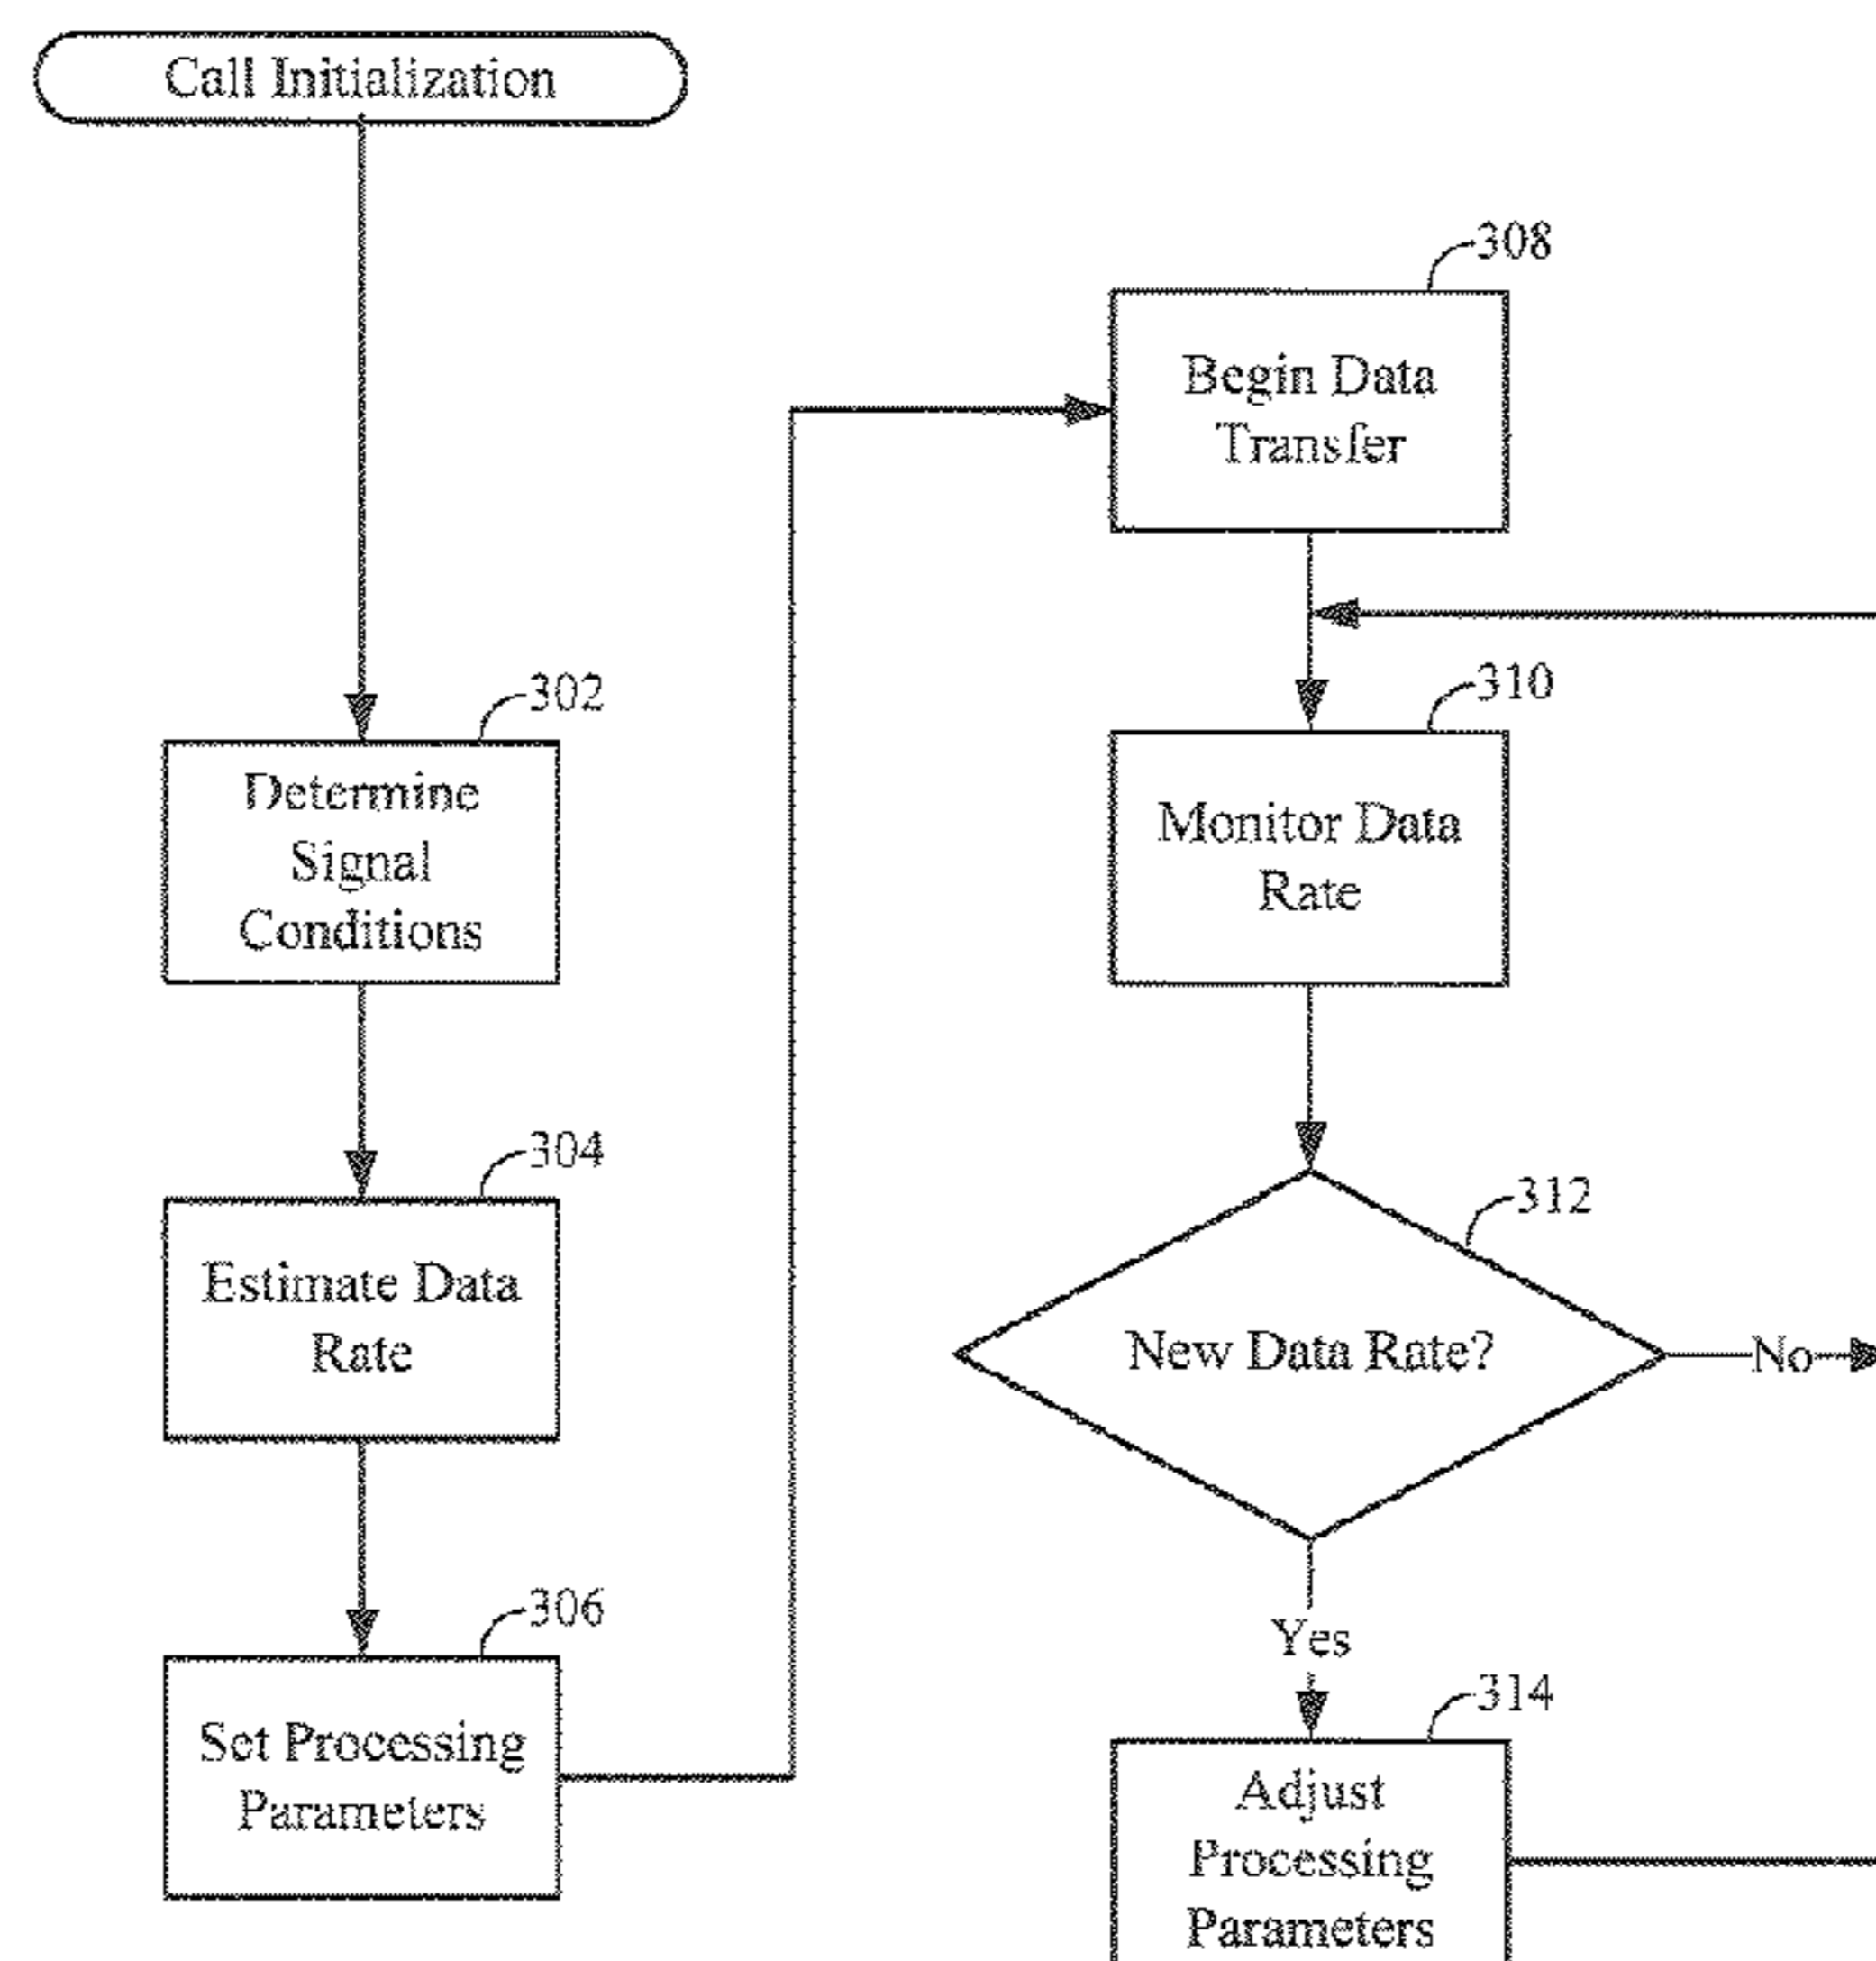 Call Initialization
302
Determine
Signal
Conditions
304
Estimate Data
Rate
306
Set Processing
Parameters
308
Begin Data
Transfer
310
Monitor Data
Rate
312
New Data Rate?
No
Yes
314
Adjust
Processing
Parameters